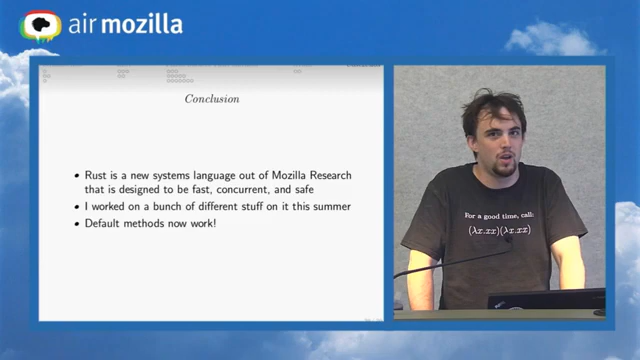 air mozilla
Conclusion
• Rust is a new systems language out of Mozilla Research
that is designed to be fast, concurrent, and safe
• I worked on a bunch of different stuff on it this summer
• Default methods now work!
For a good time, call:
(λx.xx)(λx.xx)